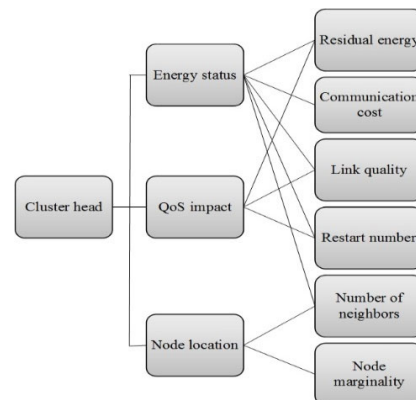 Cluster head
Energy status
QoS impact
Node location
Residual energy
Communication
cost
Link quality
Restart number
Number of
neighbors
Node
marginality